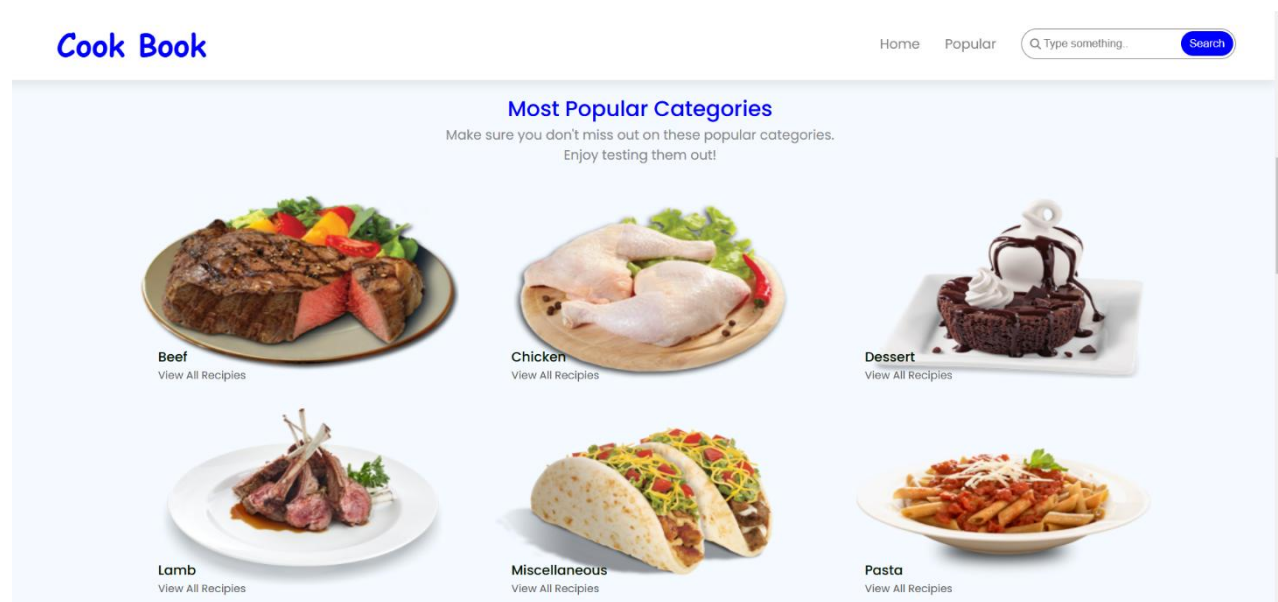 Cook Book
Home Popular Type something.. Search
Most Popular Categories
Make sure you don't miss out on these popular categories.
Enjoy testing them out!
Beef
View All Recipies
Chicken
View All Recipies
Dessert
View All Recipies
Lamb
View All Recipies
Miscellaneous
View All Recipies
Pasta
View All Recipies